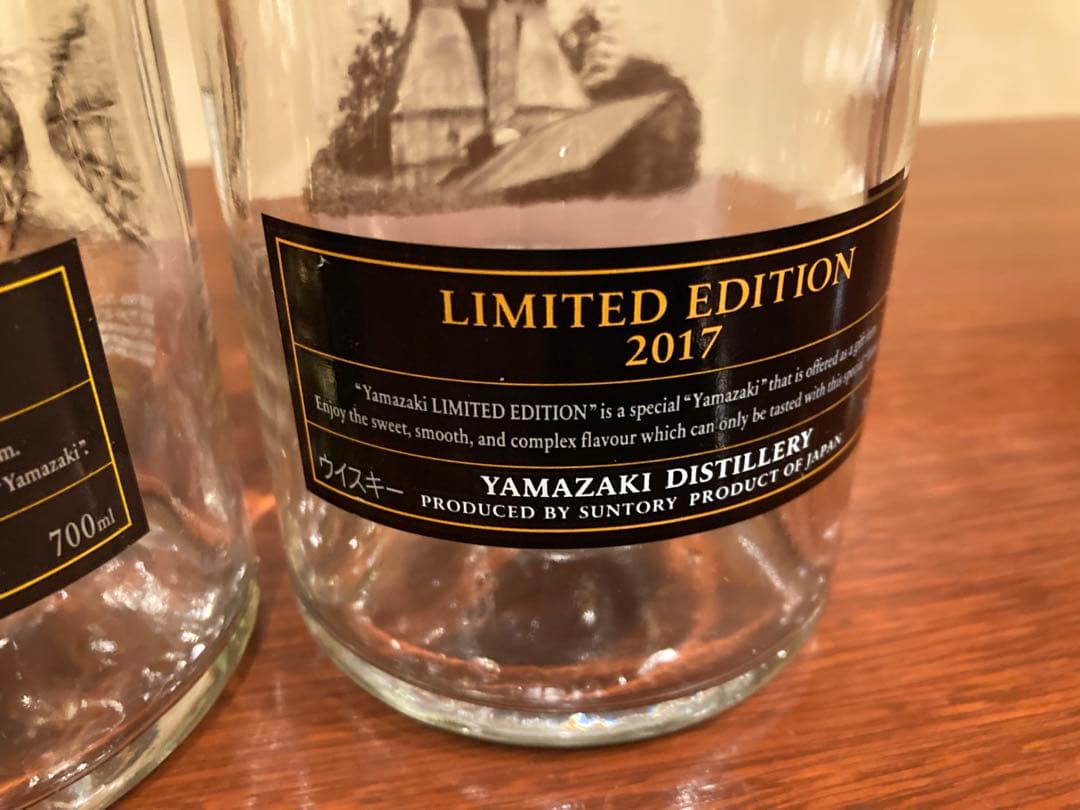 m.
Yamazaki".
700ml
LIMITED EDITION
2017
"Yamazaki LIMITED EDITION" is a special "Yamazaki" that is offered as a gift item.
Enjoy the sweet, smooth, and complex flavour which can only be tasted with this special
ウイスキー
YAMAZAKI DISTILLERY
PRODUCED BY SUNTORY PRODUCT OF JAPAN